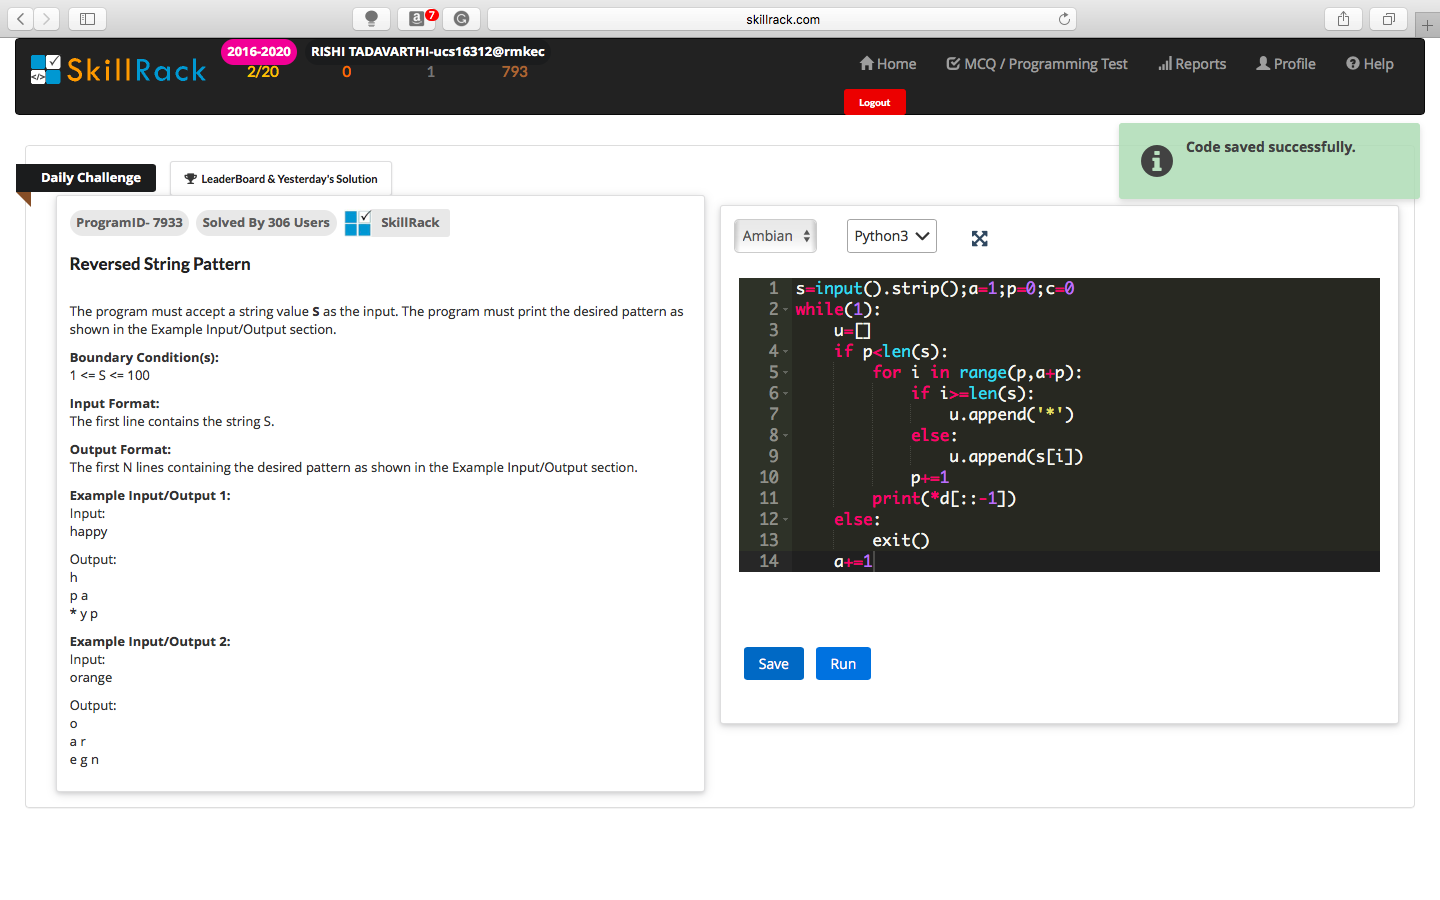 skillrack.com
7
SkillRack
2016-2020 RISHI TADAVARTHI-ucs16312@rmkec
2/20 0 1 793
Home MCQ / Programming Test Reports Profile Help
Logout
Code saved successfully.
Daily Challenge
LeaderBoard & Yesterday's Solution
ProgramID- 7933 Solved By 306 Users SkillRack
Reversed String Pattern
The program must accept a string value S as the input. The program must print the desired pattern as
shown in the Example Input/Output section.
Boundary Condition(s):
1 <= S <= 100
Input Format:
The first line contains the string S.
Output Format:
The first N lines containing the desired pattern as shown in the Example Input/Output section.
Example Input/Output 1:
Input:
happy
Output:
h
p a
* y p
Example Input/Output 2:
Input:
orange
Output:
o
a r
e g n
Ambian Python3
1 s=input().strip();a=1;p=0;c=0
2 while(1):
3     u=[]
4     if p<len(s):
5         for i in range(p,a+p):
6             if i>=len(s):
7                 u.append('*')
8             else:
9                 u.append(s[i])
10             p+=1
11         print(*d[::-1])
12     else:
13         exit()
14     a+=1
Save Run